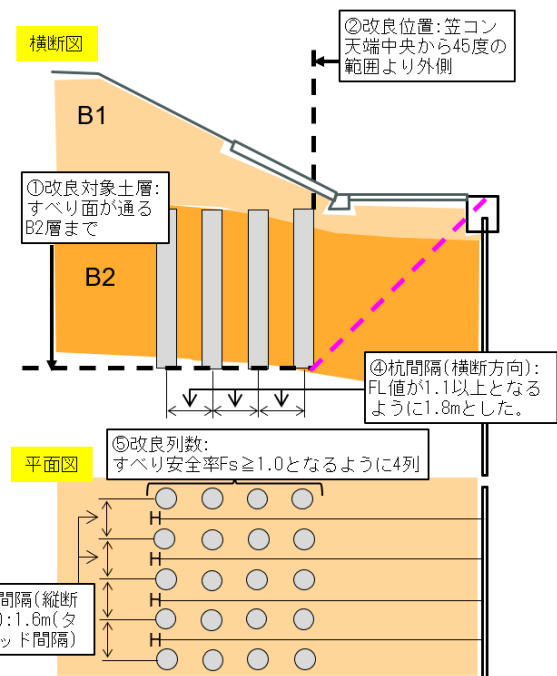 横断図
②改良位置:笠コン
天端中央から45度の
範囲より外側
B1
①改良対象土層:
すべり面が通る
B2層まで
B2
④杭間隔(横断方向):
FL値が1.1以上となる
ように1.8mとした。
⑤改良列数:
すべり安全率Fs≧1.0となるように4列
平面図
間隔(縦断
):1.6m(タ
ッド間隔)